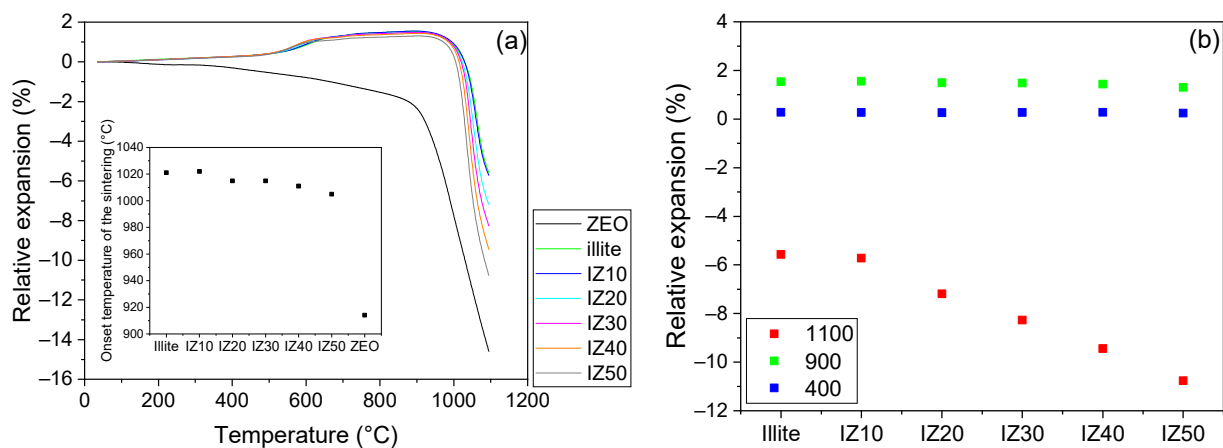 (a)
Relative expansion (%)
2
0
−2
−4
−6
−8
−10
−12
−14
−16
0 200 400 600 800 1000 1200
Temperature (°C)
Onset temperature of the sintering (°C)
1040
1020
1000
980
960
940
920
900
Illite IZ10 IZ20 IZ30 IZ40 IZ50 ZEO
ZEO
illite
IZ10
IZ20
IZ30
IZ40
IZ50
(b)
Relative expansion (%)
6
4
2
0
−2
−4
−6
−8
−10
−12
1100
900
400
Illite IZ10 IZ20 IZ30 IZ40 IZ50